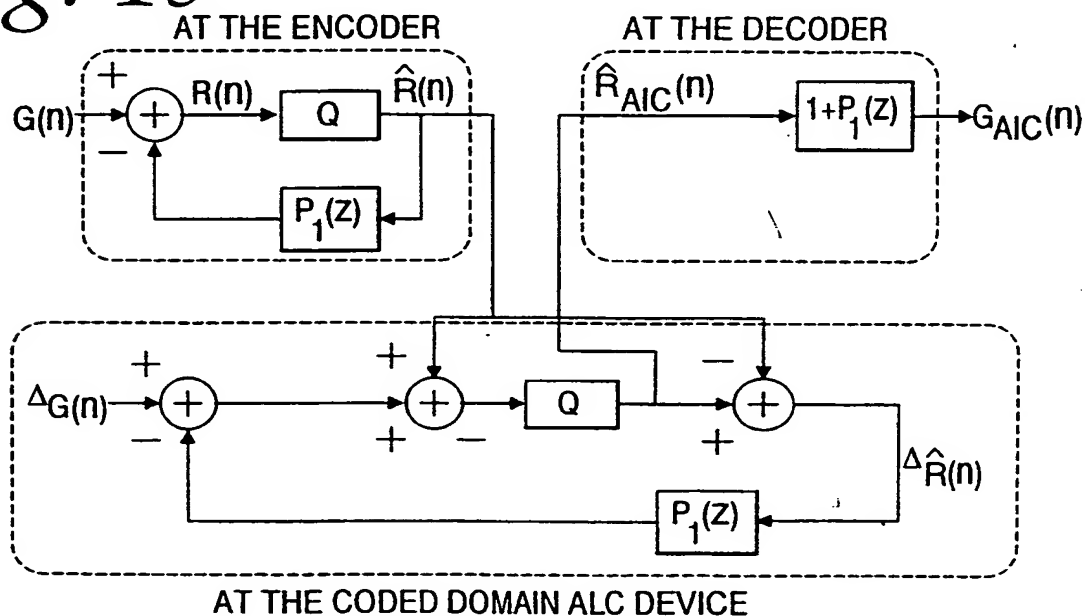 AT THE ENCODER
AT THE DECODER
+
G(n)
−
+
R(n)
Q
R̂(n)
P₁(Z)
R̂AIC(n)
1+P₁(Z)
GAIC(n)
+
ΔG(n)
−
+
+
+
+
−
Q
−
+
+
ΔR̂(n)
P₁(Z)
AT THE CODED DOMAIN ALC DEVICE